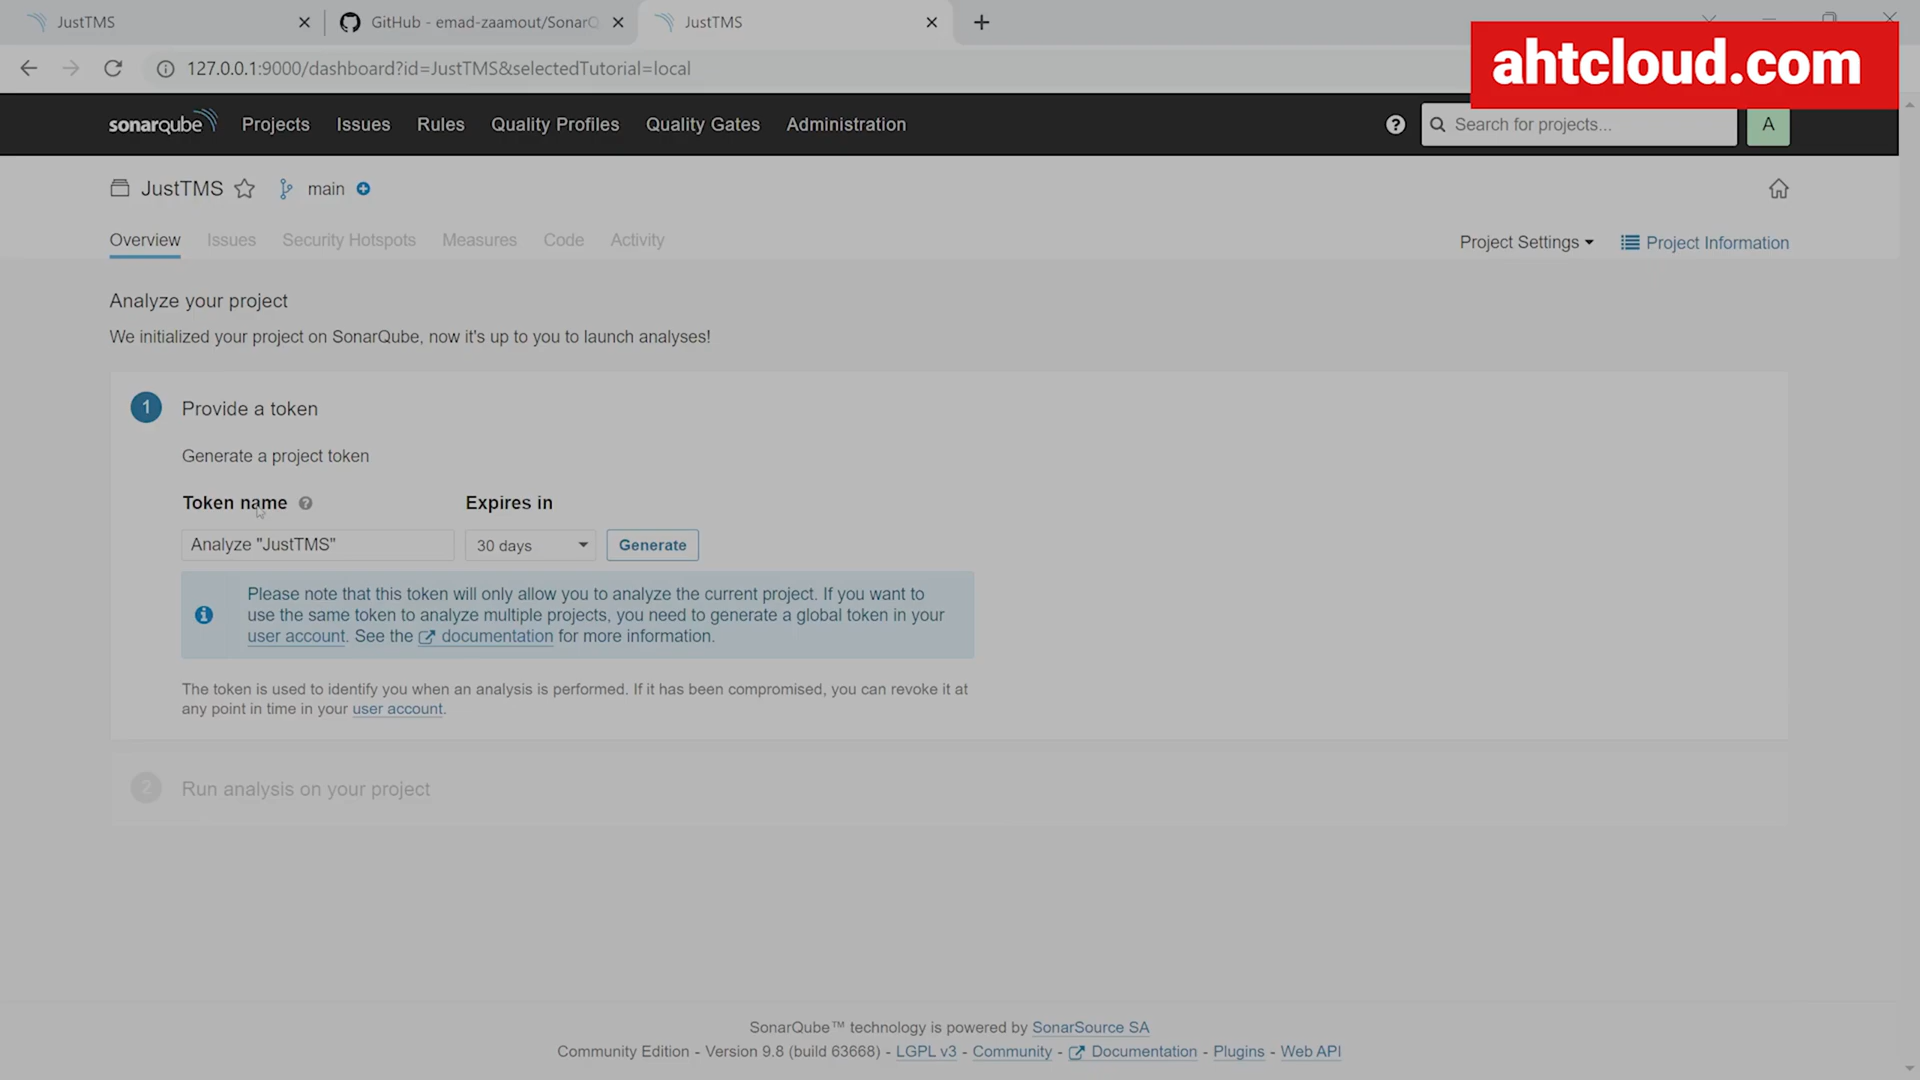 JustTMS
GitHub - emad-zaamout/SonarQ
JustTMS
127.0.0.1:9000/dashboard?id=JustTMS&selectedTutorial=local
ahtcloud.com
sonarqube
Projects
Issues
Rules
Quality Profiles
Quality Gates
Administration
Search for projects...
A
JustTMS
main
Overview
Issues
Security Hotspots
Measures
Code
Activity
Project Settings
Project Information
Analyze your project
We initialized your project on SonarQube, now it's up to you to launch analyses!
1
Provide a token
Generate a project token
Token name
Expires in
Analyze "JustTMS"
30 days
Generate
Please note that this token will only allow you to analyze the current project. If you want to
use the same token to analyze multiple projects, you need to generate a global token in your
user account. See the documentation for more information.
The token is used to identify you when an analysis is performed. If it has been compromised, you can revoke it at
any point in time in your user account.
2
Run analysis on your project
SonarQube™ technology is powered by SonarSource SA
Community Edition - Version 9.8 (build 63668) - LGPL v3 - Community - Documentation - Plugins - Web API